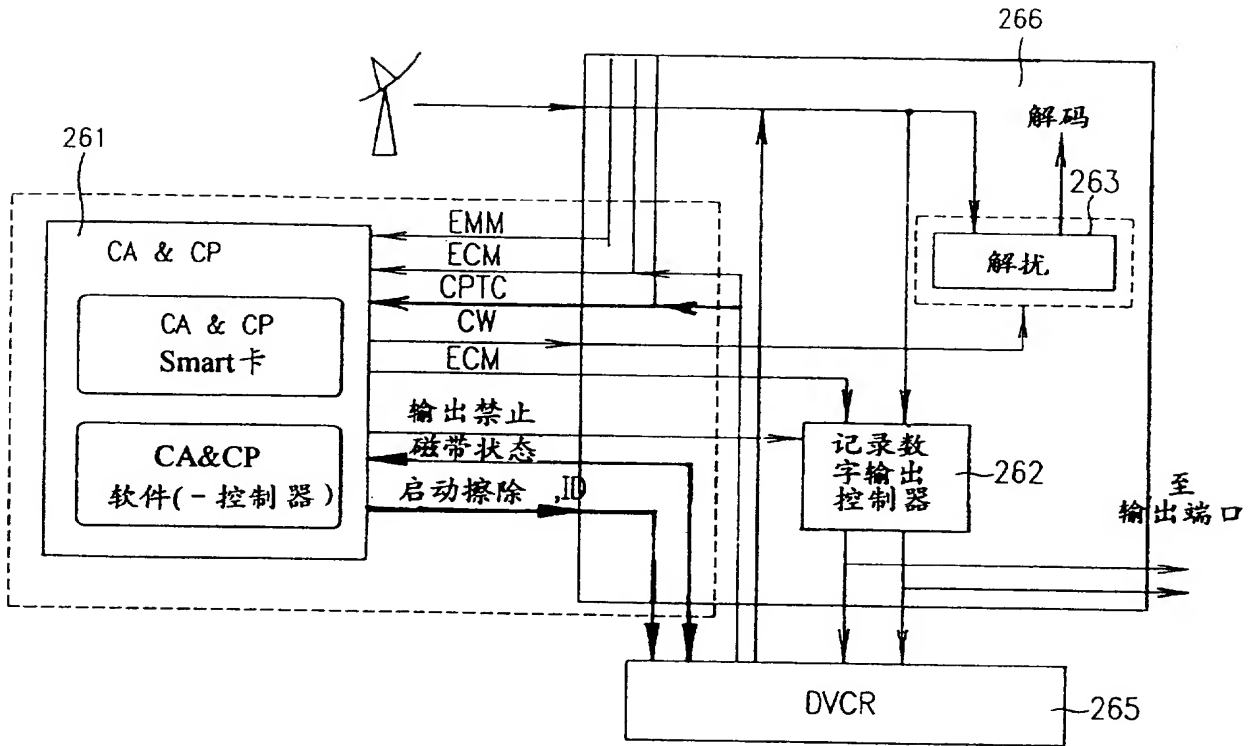 266
解码
261
263
EMM
CA & CP
ECM
解扰
CPTC
CA & CP
Smart卡
CW
ECM
输出禁止
磁带状态
记录数
字输出
控制器
262
CA&CP
软件(-控制器)
启动擦除 ,ID
至
输出端口
DVCR
265